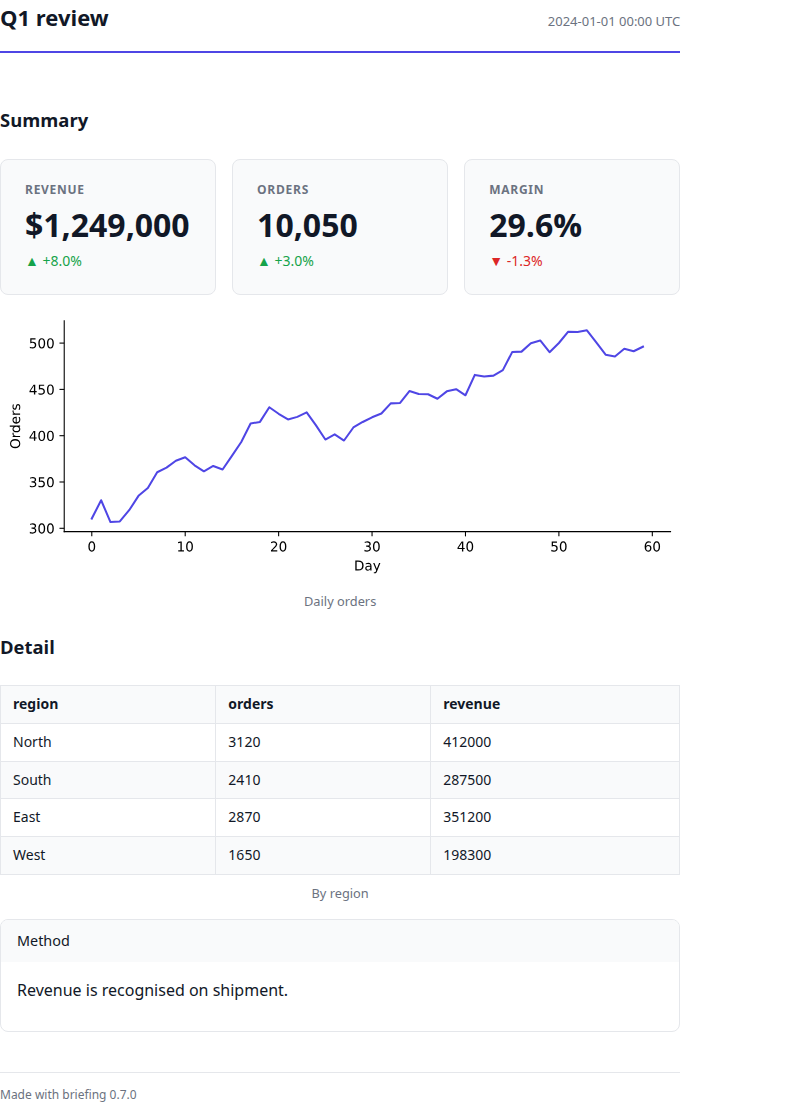 Q1 review
2024-01-01 00:00 UTC
Summary
REVENUE
$1,249,000
▲ +8.0%
ORDERS
10,050
▲ +3.0%
MARGIN
29.6%
▼ -1.3%
500
450
400
350
300
Orders
0 10 20 30 40 50 60
Day
Daily orders
Detail
region orders revenue
North 3120 412000
South 2410 287500
East 2870 351200
West 1650 198300
By region
Method
Revenue is recognised on shipment.
Made with briefing 0.7.0